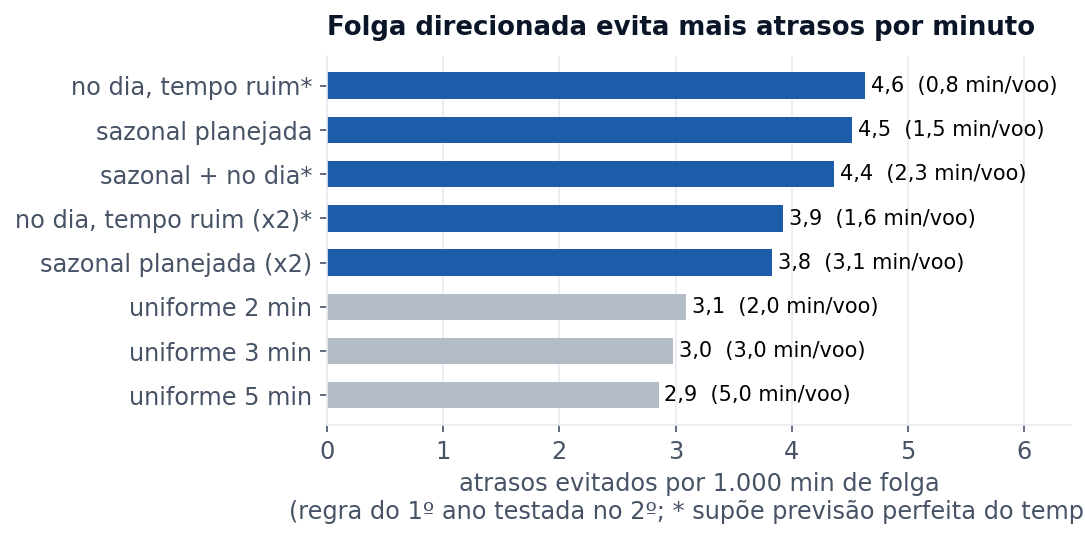 Folga direcionada evita mais atrasos por minuto
no dia, tempo ruim* 4,6 (0,8 min/voo)
sazonal planejada 4,5 (1,5 min/voo)
sazonal + no dia* 4,4 (2,3 min/voo)
no dia, tempo ruim (x2)* 3,9 (1,6 min/voo)
sazonal planejada (x2) 3,8 (3,1 min/voo)
uniforme 2 min 3,1 (2,0 min/voo)
uniforme 3 min 3,0 (3,0 min/voo)
uniforme 5 min 2,9 (5,0 min/voo)
0 1 2 3 4 5 6
atrasos evitados por 1.000 min de folga
(regra do 1º ano testada no 2º; * supõe previsão perfeita do temp